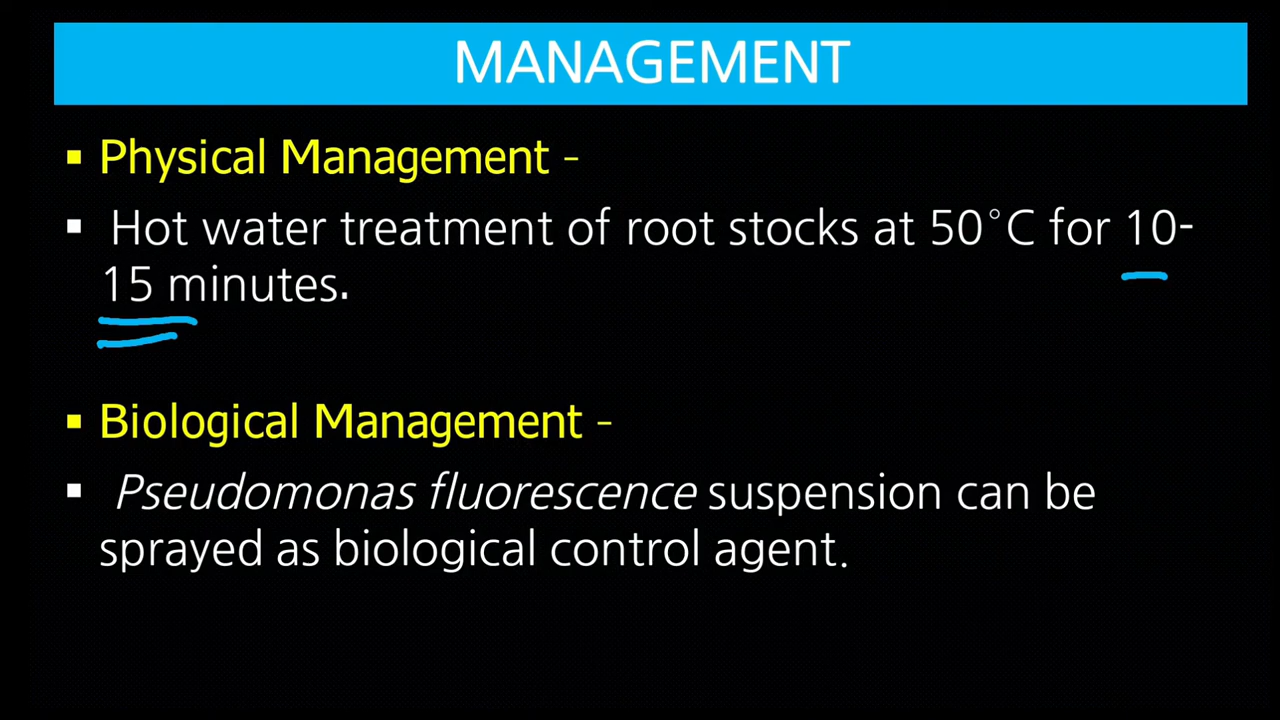 MANAGEMENT
▪ Physical Management -
▪ Hot water treatment of root stocks at 50°C for 10-
15 minutes.
▪ Biological Management -
▪ Pseudomonas fluorescence suspension can be
sprayed as biological control agent.